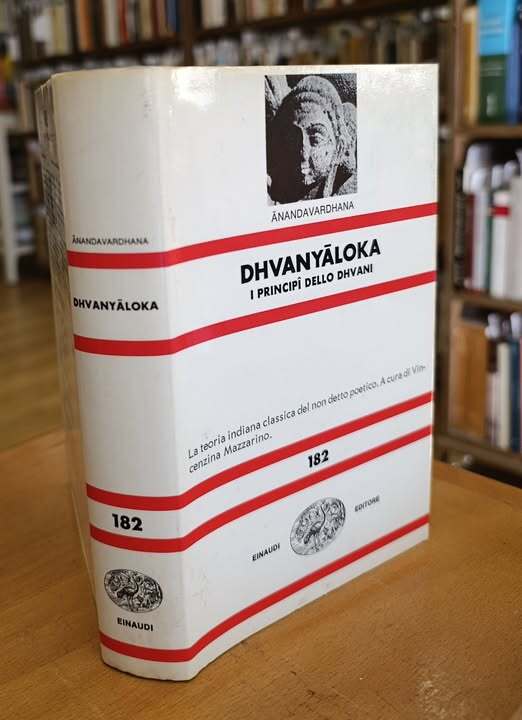 ĀNANDAVARDHANA
DHVANYĀLOKA
I PRINCIPÎ DELLO DHVANI
La teoria indiana classica del non detto poetico. A cura di Vin-
cenzina Mazzarino.
182
EINAUDI
EDITORE
ĀNANDAVARDHANA
DHVANYĀLOKA
182
EINAUDI